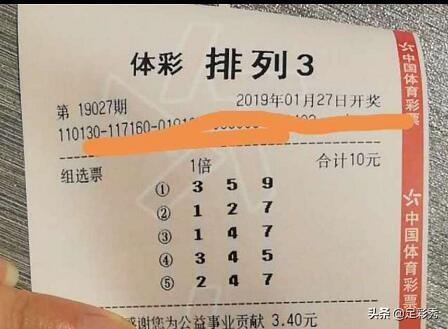 体彩 排列3
第 19027期 2019年01月27日开奖
110130-117160-0191
1倍 合计10元
组选票
① 3 5 9
② 1 2 7
③ 1 4 7
④ 3 4 5
⑤ 2 4 7
感谢您为公益事业贡献 3.40元
中国体育彩票
中国体育彩票
头条 @足彩秀